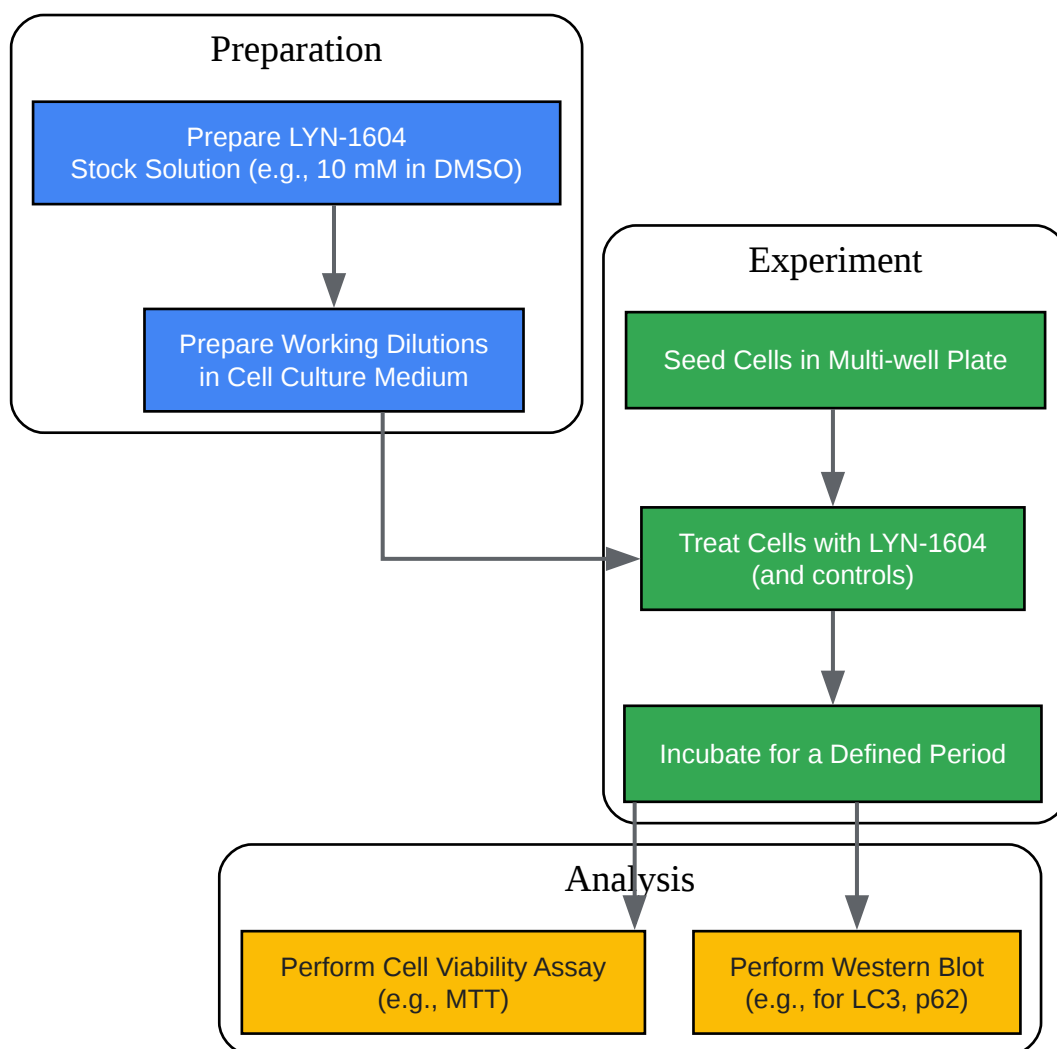 Preparation
Prepare LYN-1604
Stock Solution (e.g., 10 mM in DMSO)
Prepare Working Dilutions
in Cell Culture Medium
Experiment
Seed Cells in Multi-well Plate
Treat Cells with LYN-1604
(and controls)
Incubate for a Defined Period
Analysis
Perform Cell Viability Assay
(e.g., MTT)
Perform Western Blot
(e.g., for LC3, p62)